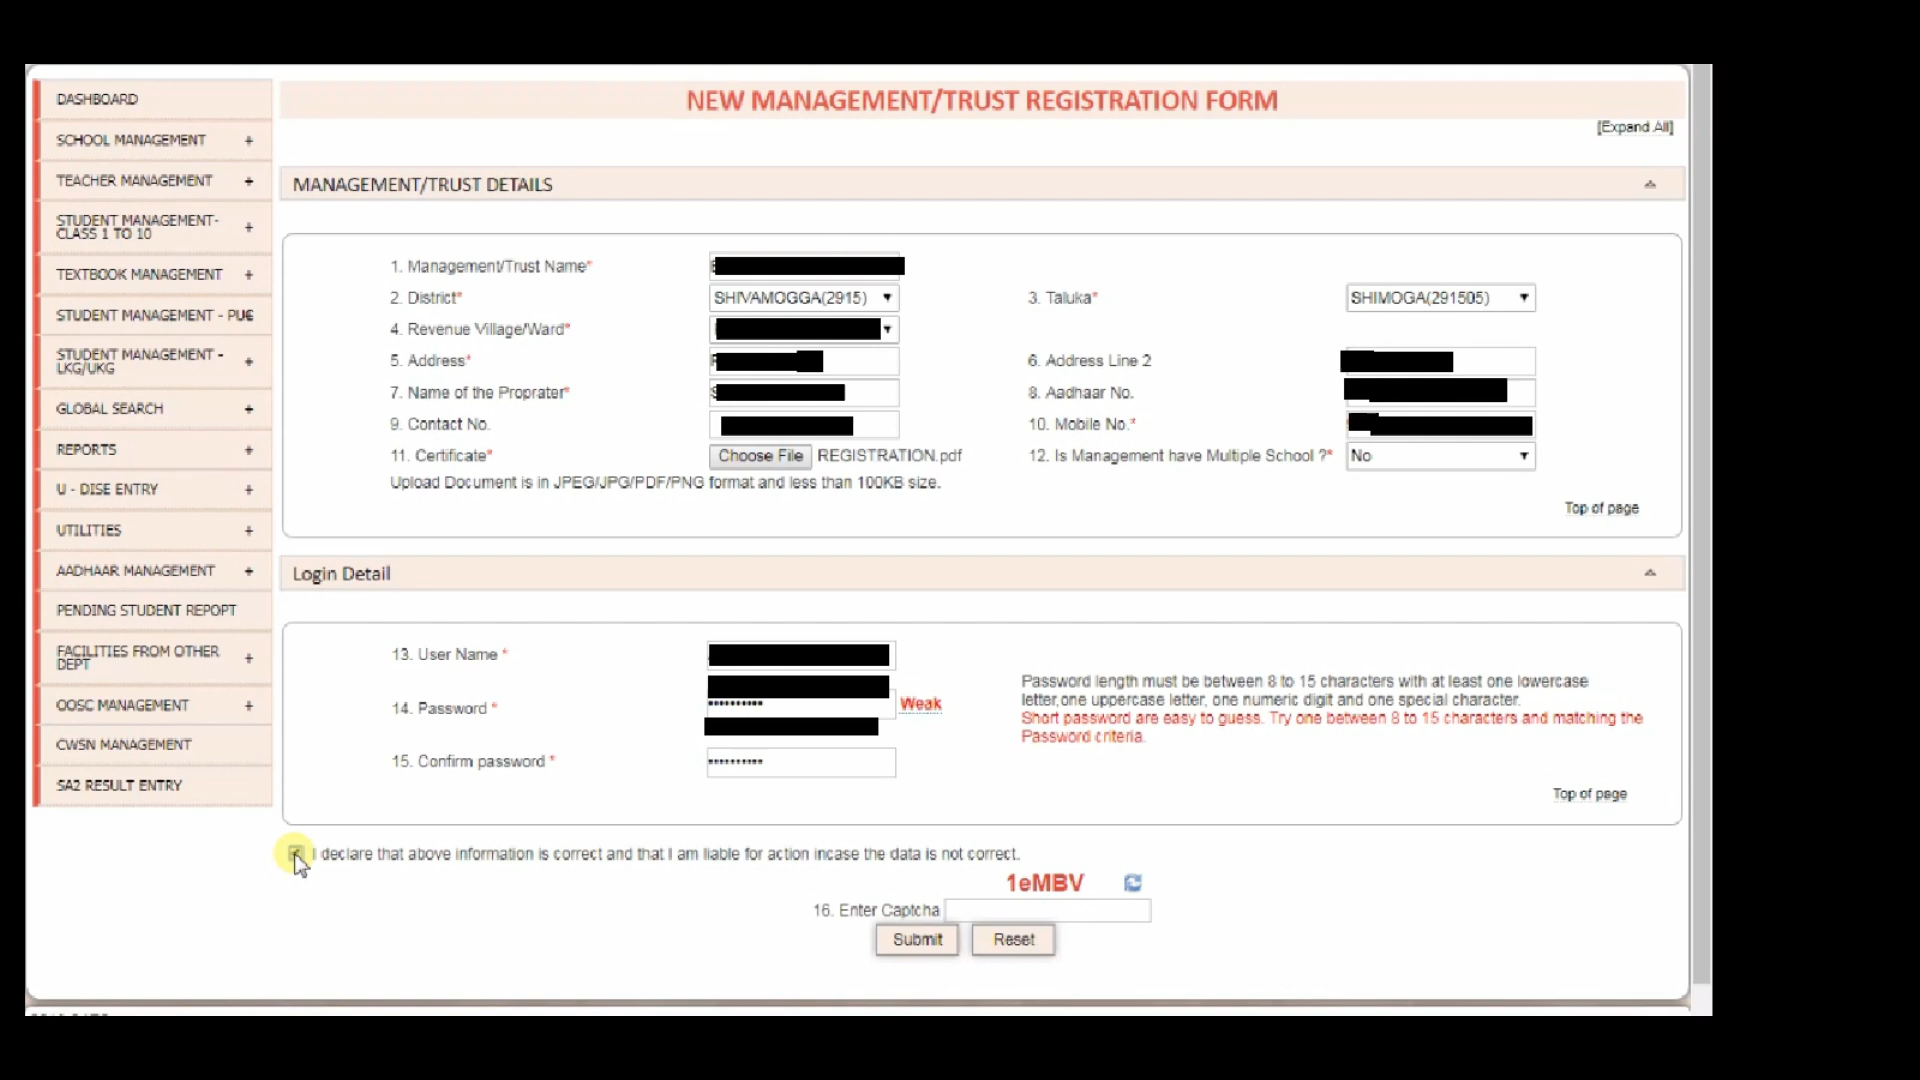 DASHBOARD
SCHOOL MANAGEMENT +
TEACHER MANAGEMENT +
STUDENT MANAGEMENT-
CLASS 1 TO 10 +
TEXTBOOK MANAGEMENT +
STUDENT MANAGEMENT - PUC
STUDENT MANAGEMENT -
LKG/UKG +
GLOBAL SEARCH +
REPORTS +
U - DISE ENTRY +
UTILITIES +
AADHAAR MANAGEMENT +
PENDING STUDENT REPOPT
FACILITIES FROM OTHER
DEPT +
OOSC MANAGEMENT +
CWSN MANAGEMENT
SA2 RESULT ENTRY
NEW MANAGEMENT/TRUST REGISTRATION FORM
[Expand All]
MANAGEMENT/TRUST DETAILS
1. Management/Trust Name*
2. District* SHIVAMOGGA(2915) 3. Taluka* SHIMOGA(291505)
4. Revenue Village/Ward*
5. Address* 6. Address Line 2
7. Name of the Proprater* 8. Aadhaar No.
9. Contact No. 10. Mobile No.*
11. Certificate* Choose File REGISTRATION.pdf 12. Is Management have Multiple School ?* No
Upload Document is in JPEG/JPG/PDF/PNG format and less than 100KB size.
Top of page
Login Detail
13. User Name *
14. Password * •••••••••• Weak
15. Confirm password * ••••••••••
Password length must be between 8 to 15 characters with at least one lowercase
letter,one uppercase letter, one numeric digit and one special character.
Short password are easy to guess. Try one between 8 to 15 characters and matching the
Password criteria.
Top of page
I declare that above information is correct and that I am liable for action incase the data is not correct.
1eMBV
16. Enter Captcha
Submit Reset